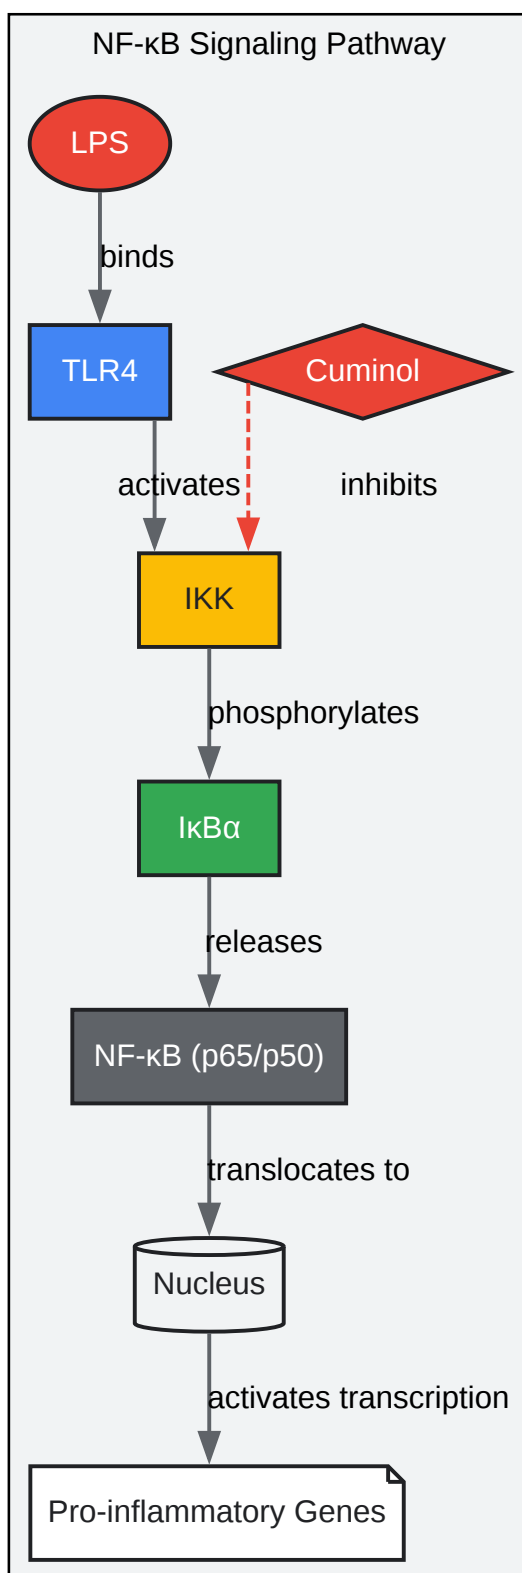 NF-κB Signaling Pathway
LPS
binds
TLR4
Cuminol
activates
inhibits
IKK
phosphorylates
IκBα
releases
NF-κB (p65/p50)
translocates to
Nucleus
activates transcription
Pro-inflammatory Genes